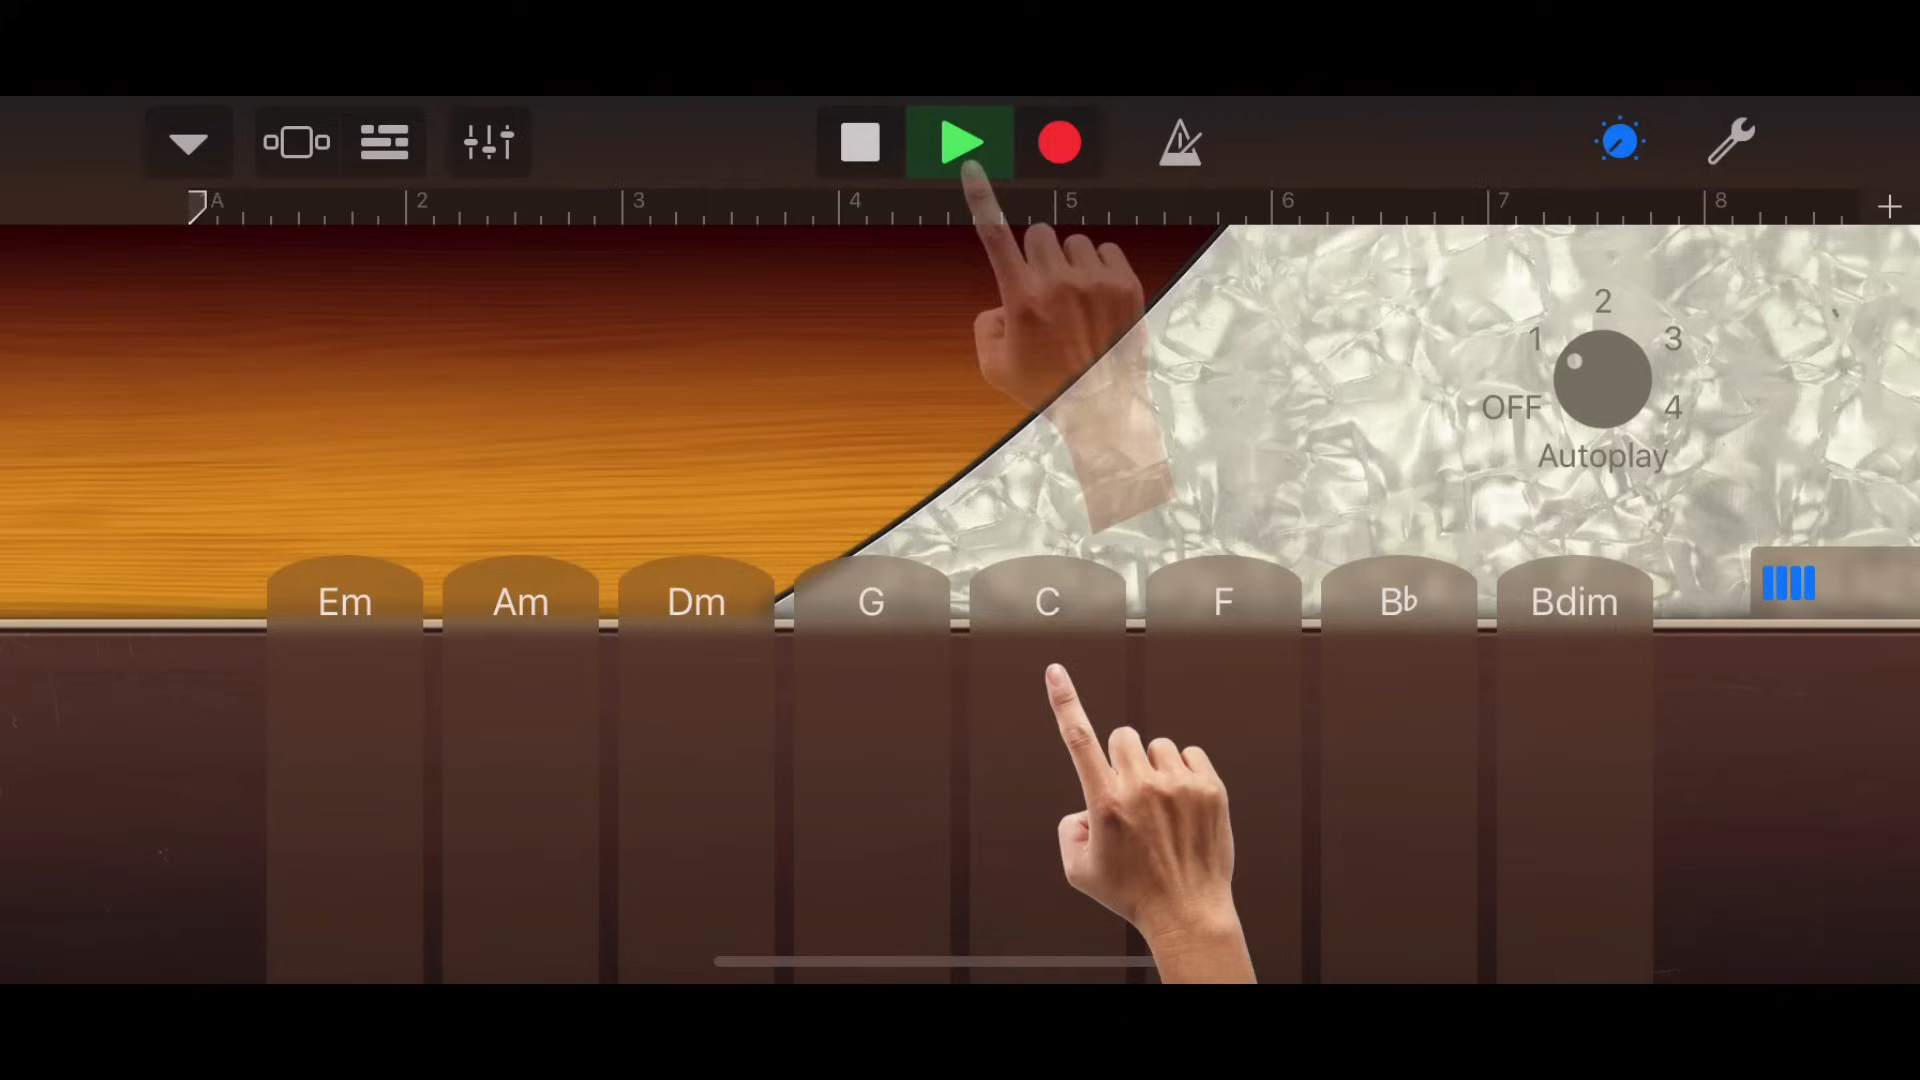 A 2 3 4 5 6 7 8
2
1 3
OFF 4
Autoplay
Em Am Dm G C F B♭ Bdim